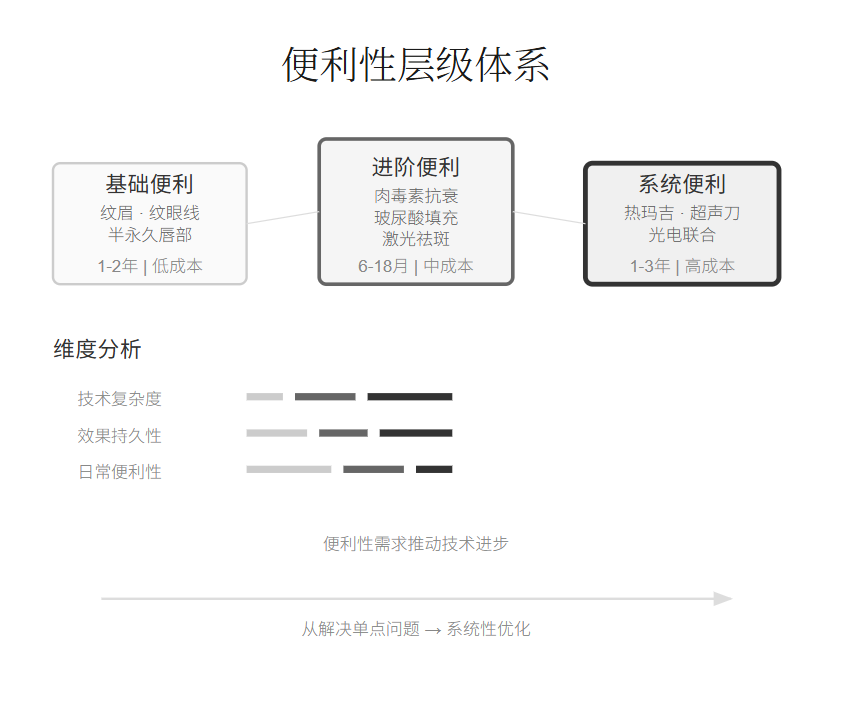 便利性层级体系
基础便利
纹眉 · 纹眼线
半永久唇部
1-2年 | 低成本
进阶便利
肉毒素抗衰
玻尿酸填充
激光祛斑
6-18月 | 中成本
系统便利
热玛吉 · 超声刀
光电联合
1-3年 | 高成本
维度分析
技术复杂度
效果持久性
日常便利性
便利性需求推动技术进步
从解决单点问题 → 系统性优化